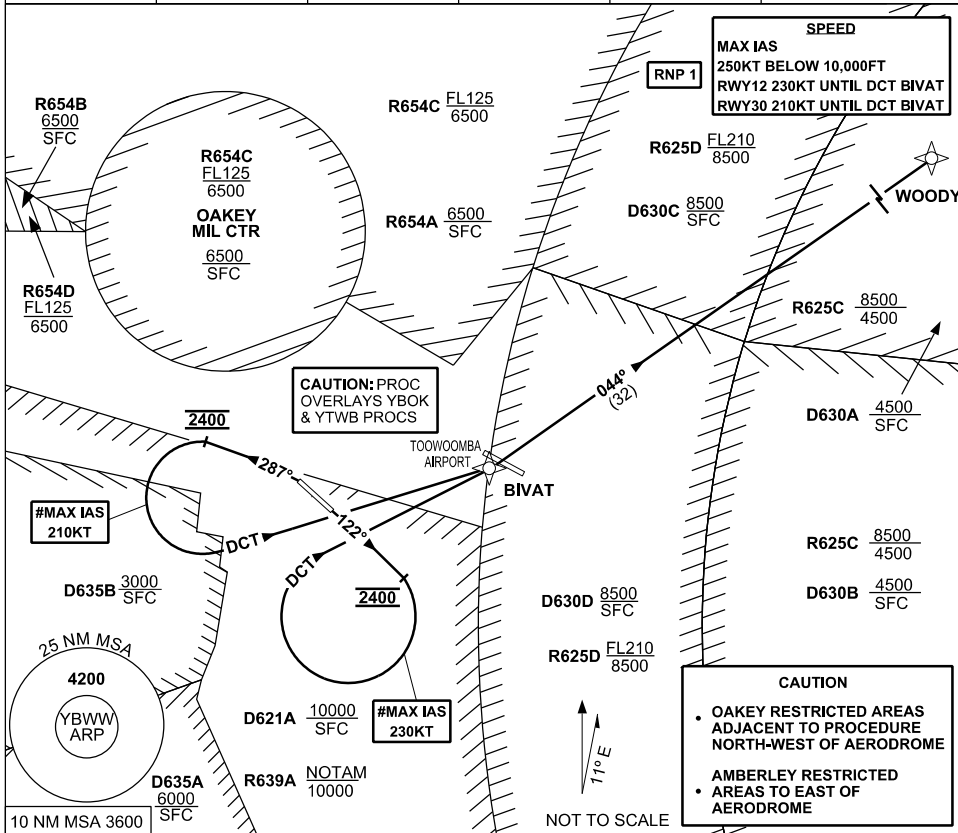 SPEED
MAX IAS
250KT BELOW 10,000FT
RWY12 230KT UNTIL DCT BIVAT
RWY30 210KT UNTIL DCT BIVAT
RNP 1
R654B
6500
SFC
R654C FL125
6500
R654C
FL125
6500
OAKEY
MIL CTR
6500
SFC
R625D FL210
8500
WOODY
D630C 8500
SFC
R654A 6500
SFC
R654D
FL125
6500
R625C 8500
4500
CAUTION: PROC
OVERLAYS YBOK
& YTWB PROCS
044°
(32)
D630A 4500
SFC
2400
TOOWOOMBA
AIRPORT
287°
BIVAT
#MAX IAS
210KT
122°
DCT
DCT
R625C 8500
4500
D635B 3000
SFC
2400
D630D 8500
SFC
D630B 4500
SFC
25 NM MSA
4200
YBWW
ARP
R625D FL210
8500
#MAX IAS
230KT
D621A 10000
SFC
CAUTION
• OAKEY RESTRICTED AREAS
ADJACENT TO PROCEDURE
NORTH-WEST OF AERODROME
• AMBERLEY RESTRICTED
AREAS TO EAST OF
AERODROME
11° E
D635A
6000
SFC
R639A NOTAM
10000
10 NM MSA 3600
NOT TO SCALE